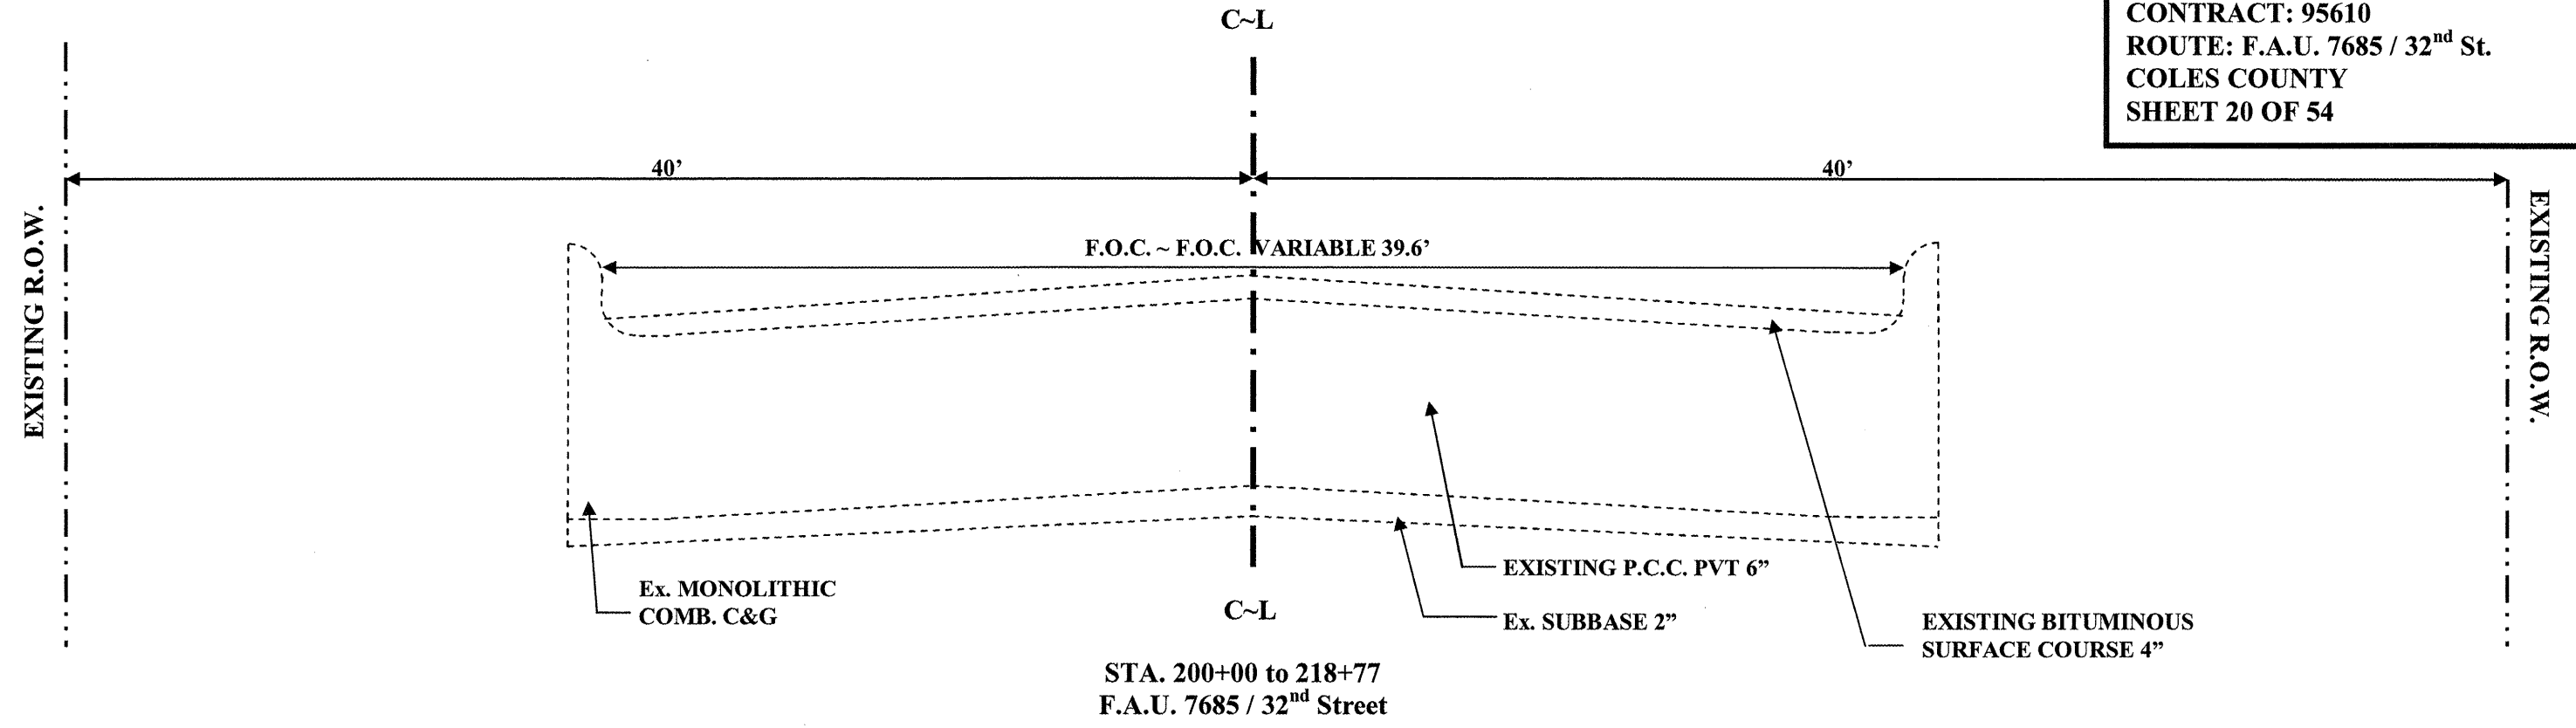 C~L
CONTRACT: 95610
ROUTE: F.A.U. 7685 / 32nd St.
COLES COUNTY
SHEET 20 OF 54
40’
40’
EXISTING R.O.W.
EXISTING R.O.W.
F.O.C. ~ F.O.C. VARIABLE 39.6’
EXISTING P.C.C. PVT 6”
Ex. MONOLITHIC
COMB. C&G
C~L
Ex. SUBBASE 2”
EXISTING BITUMINOUS
SURFACE COURSE 4”
STA. 200+00 to 218+77
F.A.U. 7685 / 32nd Street